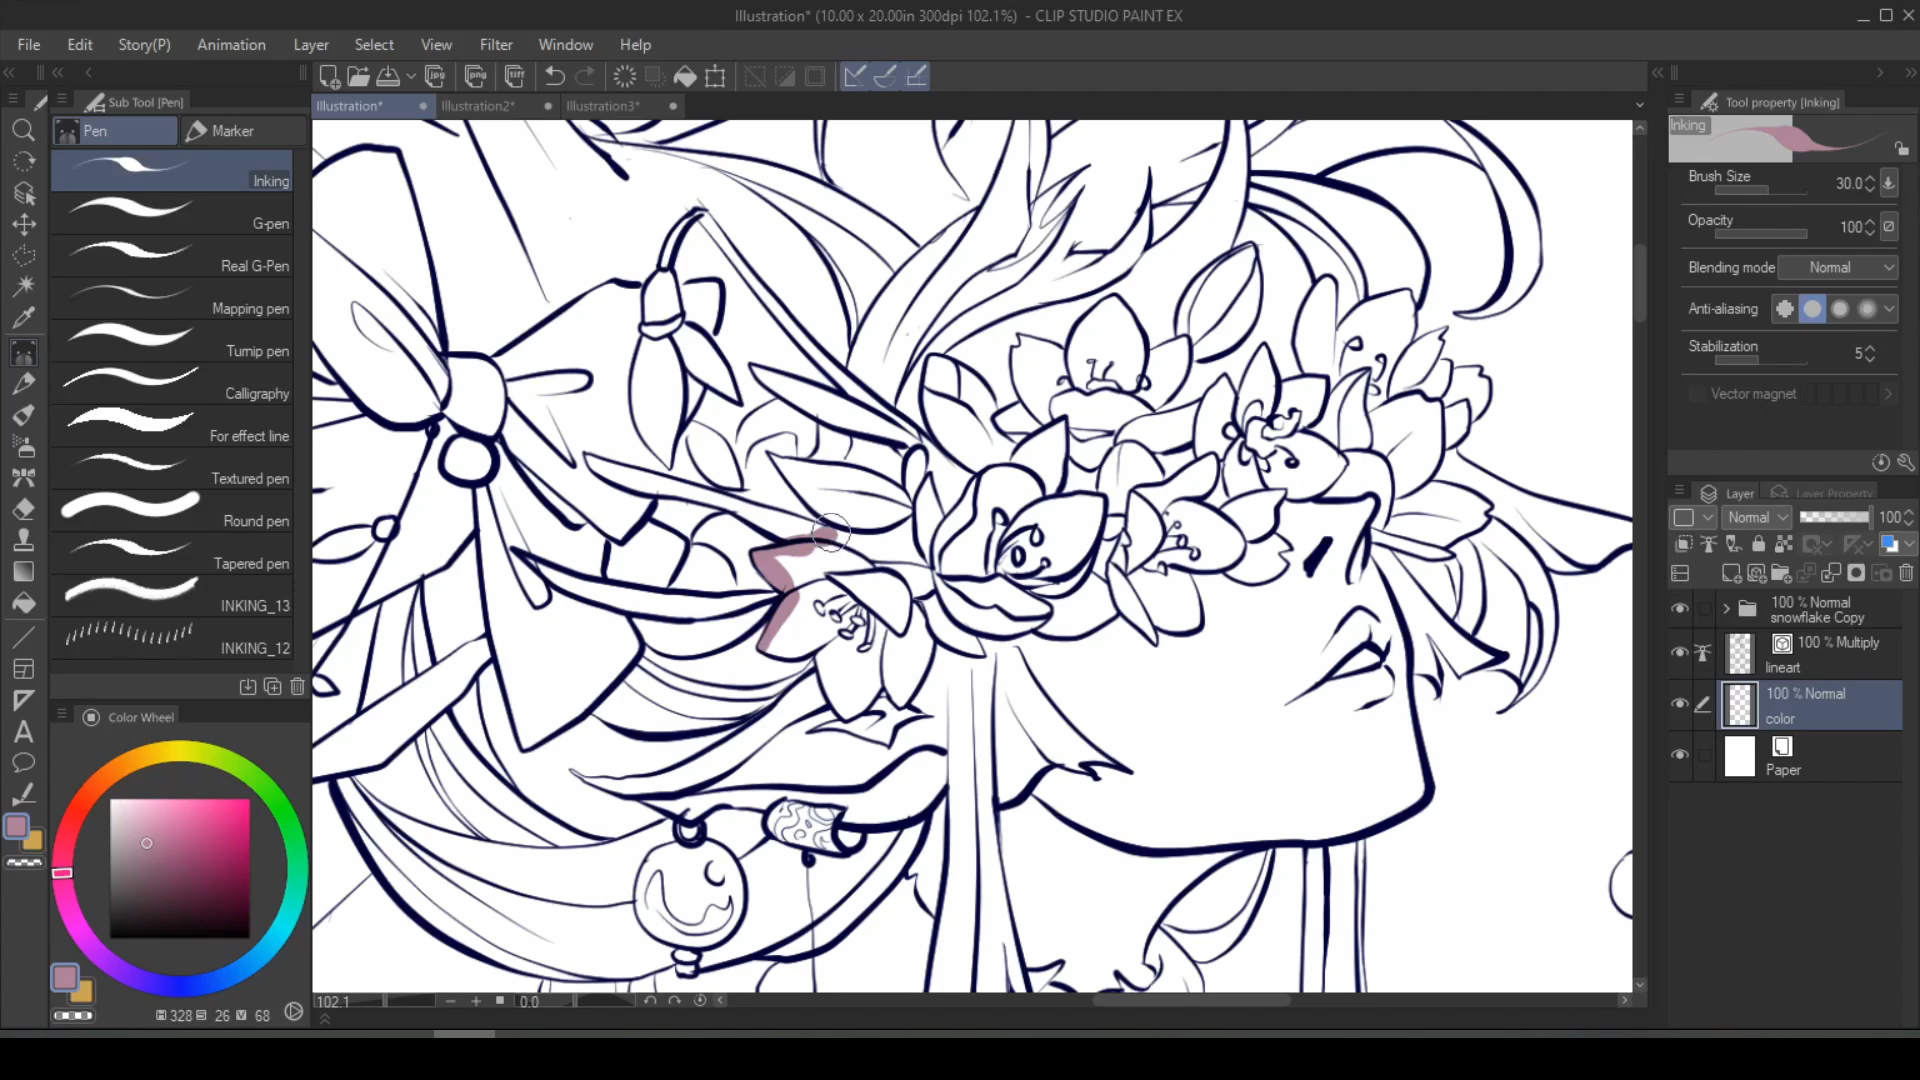 Illustration* (10.00 x 20.00in 300dpi 102.1%) - CLIP STUDIO PAINT EX
File Edit Story(P) Animation Layer Select View Filter Window Help
jpg png tiff
Sub Tool [Pen]
Illustration* Illustration2* Illustration3*
Tool property [Inking]
Pen Marker
Inking
Inking
G-pen
Real G-Pen
Mapping pen
Turnip pen
Calligraphy
For effect line
Textured pen
Round pen
Tapered pen
INKING_13
INKING_12
Brush Size 30.0
Opacity 100
Blending mode Normal
Anti-aliasing
Stabilization 5
Vector magnet
Layer Layer Property
Normal 100
100 % Normal
snowflake Copy
100 % Multiply
lineart
100 % Normal
color
Paper
Color Wheel
H 328 S 26 V 68
102.1 0.0